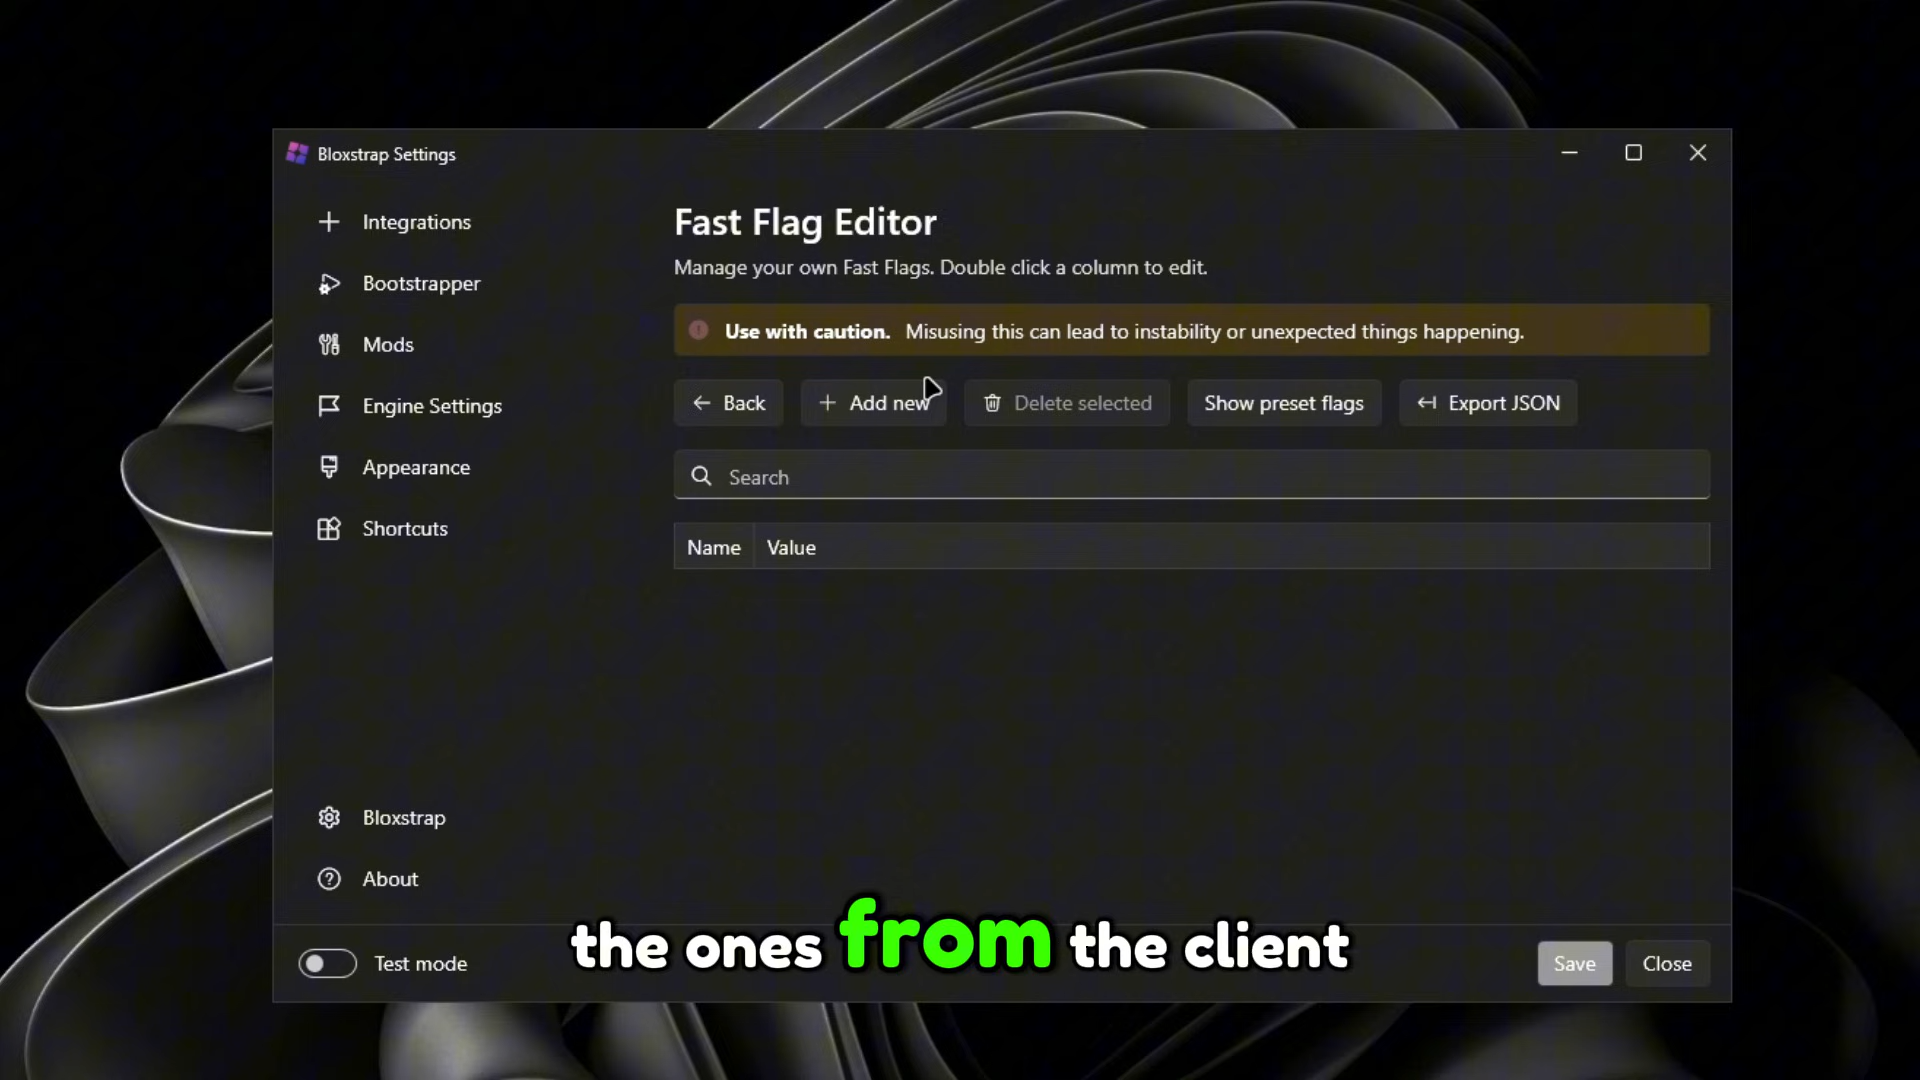 Bloxstrap Settings
Integrations
Bootstrapper
Mods
Engine Settings
Appearance
Shortcuts
Bloxstrap
About
Test mode
Fast Flag Editor
Manage your own Fast Flags. Double click a column to edit.
Use with caution. Misusing this can lead to instability or unexpected things happening.
Back
Add new
Delete selected
Show preset flags
Export JSON
Search
Name Value
the ones from the client
Save
Close